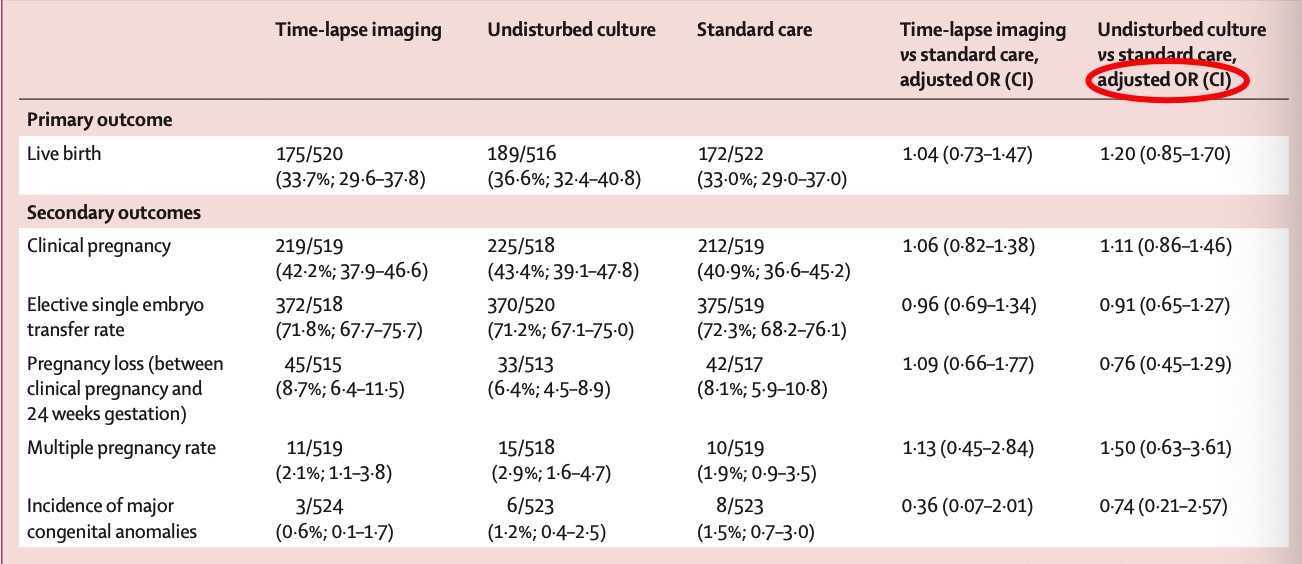 Time-lapse imaging Undisturbed culture Standard care Time-lapse imaging Undisturbed culture
vs standard care, vs standard care,
adjusted OR (CI) adjusted OR (CI)
Primary outcome
Live birth 175/520 189/516 172/522 1·04 (0·73–1·47) 1·20 (0·85–1·70)
(33·7%; 29·6–37·8) (36·6%; 32·4–40·8) (33·0%; 29·0–37·0)
Secondary outcomes
Clinical pregnancy 219/519 225/518 212/519 1·06 (0·82–1·38) 1·11 (0·86–1·46)
(42·2%; 37·9–46·6) (43·4%; 39·1–47·8) (40·9%; 36·6–45·2)
Elective single embryo 372/518 370/520 375/519 0·96 (0·69–1·34) 0·91 (0·65–1·27)
transfer rate (71·8%; 67·7–75·7) (71·2%; 67·1–75·0) (72·3%; 68·2–76·1)
Pregnancy loss (between 45/515 33/513 42/517 1·09 (0·66–1·77) 0·76 (0·45–1·29)
clinical pregnancy and (8·7%; 6·4–11·5) (6·4%; 4·5–8·9) (8·1%; 5·9–10·8)
24 weeks gestation)
Multiple pregnancy rate 11/519 15/518 10/519 1·13 (0·45–2·84) 1·50 (0·63–3·61)
(2·1%; 1·1–3·8) (2·9%; 1·6–4·7) (1·9%; 0·9–3·5)
Incidence of major 3/524 6/523 8/523 0·36 (0·07–2·01) 0·74 (0·21–2·57)
congenital anomalies (0·6%; 0·1–1·7) (1·2%; 0·4–2·5) (1·5%; 0·7–3·0)